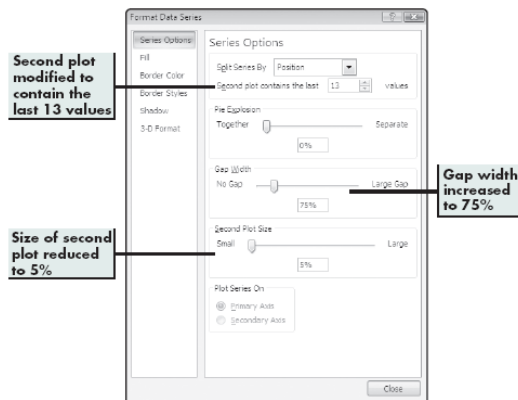 Format Data Series
Series Options
Fill
Border Color
Border Styles
Shadow
3-D Format
Series Options
Split Series By Position
Second plot contains the last 13 values
Pie Explosion
Together Separate
0%
Gap Width
No Gap Large Gap
75%
Second Plot Size
Small Large
5%
Plot Series On
Primary Axis
Secondary Axis
Close
Second plot
modified to
contain the
last 13 values
Size of second
plot reduced
to 5%
Gap width
increased
to 75%